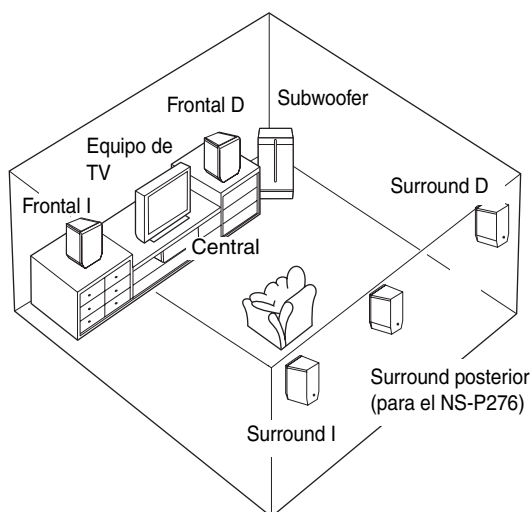 Frontal D
Subwoofer
Equipo de
TV
Surround D
Frontal I
Central
Surround posterior
(para el NS-P276)
Surround I